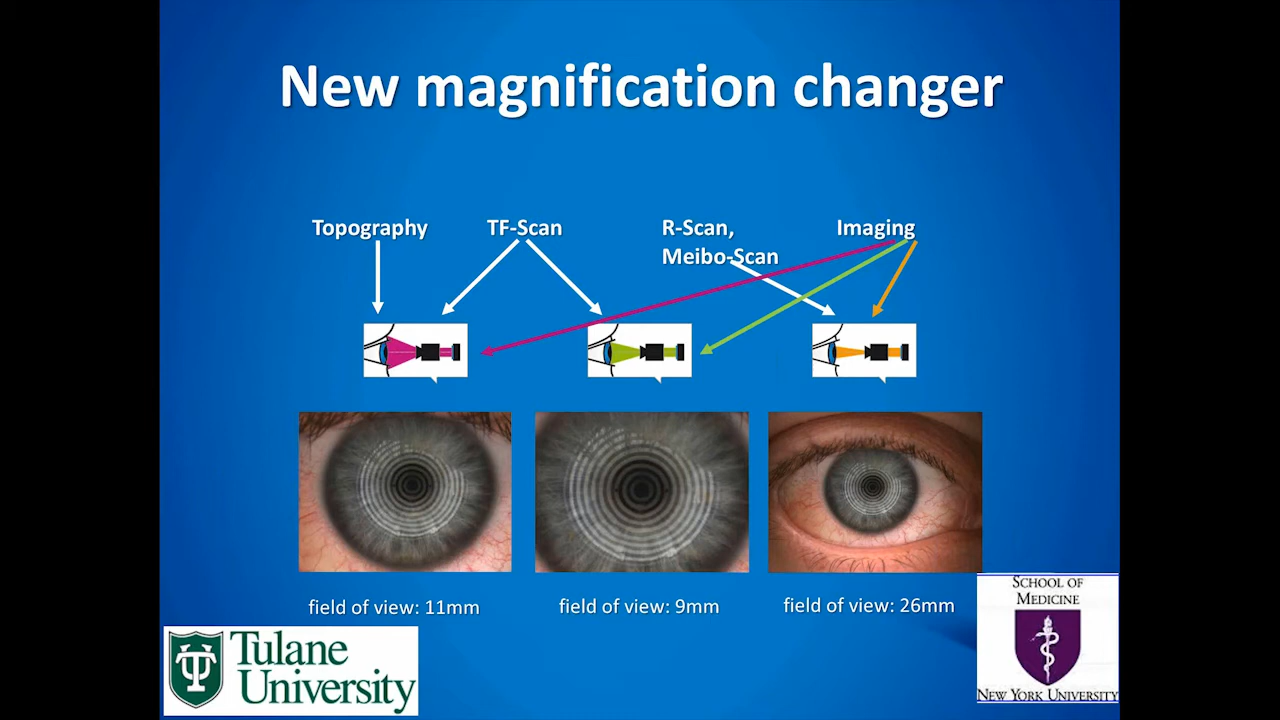 New magnification changer
Topography
TF-Scan
R-Scan,
Meibo-Scan
Imaging
field of view: 11mm
field of view: 9mm
field of view: 26mm
Tulane
University
SCHOOL OF
MEDICINE
NEW YORK UNIVERSITY